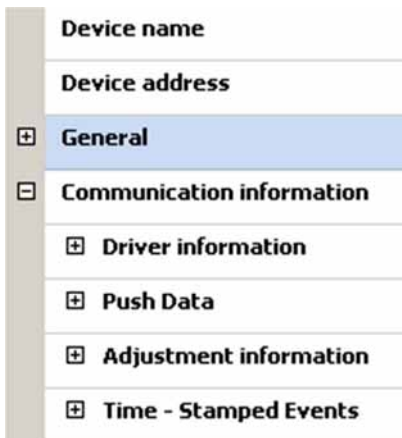 Device name
Device address
General
Communication information
Driver information
Push Data
Adjustment information
Time - Stamped Events